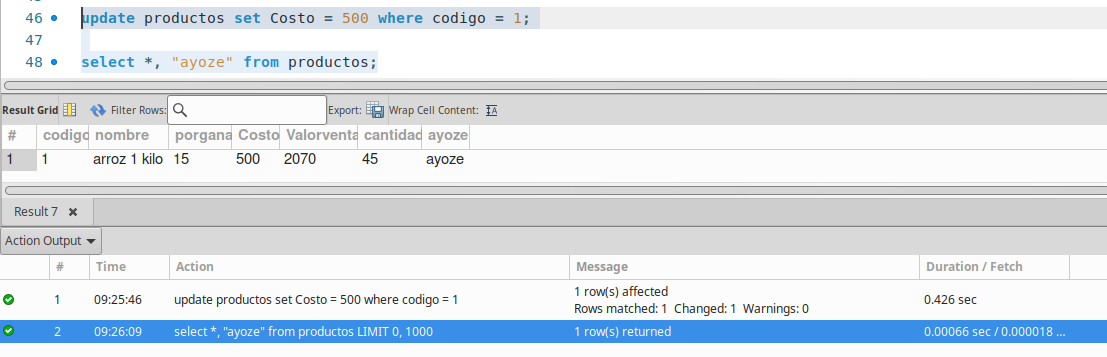 46 update productos set Costo = 500 where codigo = 1;
47
48 select *, "ayoze" from productos;
Result Grid Filter Rows: Export: Wrap Cell Content: IA
# codigo nombre porgana Costo Valorventa cantidad ayoze
1 1 arroz 1 kilo 15 500 2070 45 ayoze
Result 7
Action Output
# Time Action Message Duration / Fetch
1 09:25:46 update productos set Costo = 500 where codigo = 1 1 row(s) affected
Rows matched: 1 Changed: 1 Warnings: 0 0.426 sec
2 09:26:09 select *, "ayoze" from productos LIMIT 0, 1000 1 row(s) returned 0.00066 sec / 0.000018 ...